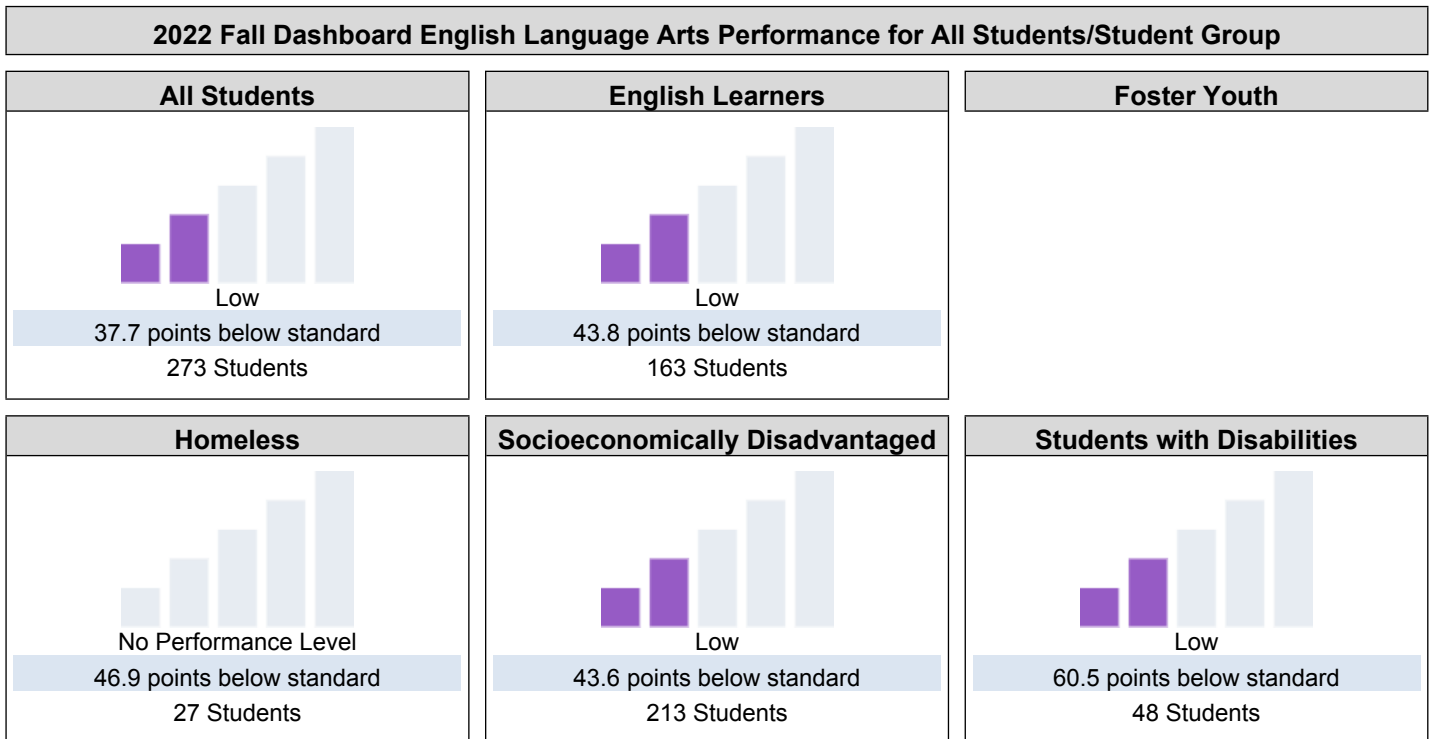 2022 Fall Dashboard English Language Arts Performance for All Students/Student Group
All Students
Low
37.7 points below standard
273 Students
English Learners
Low
43.8 points below standard
163 Students
Foster Youth
Homeless
No Performance Level
46.9 points below standard
27 Students
Socioeconomically Disadvantaged
Low
43.6 points below standard
213 Students
Students with Disabilities
Low
60.5 points below standard
48 Students